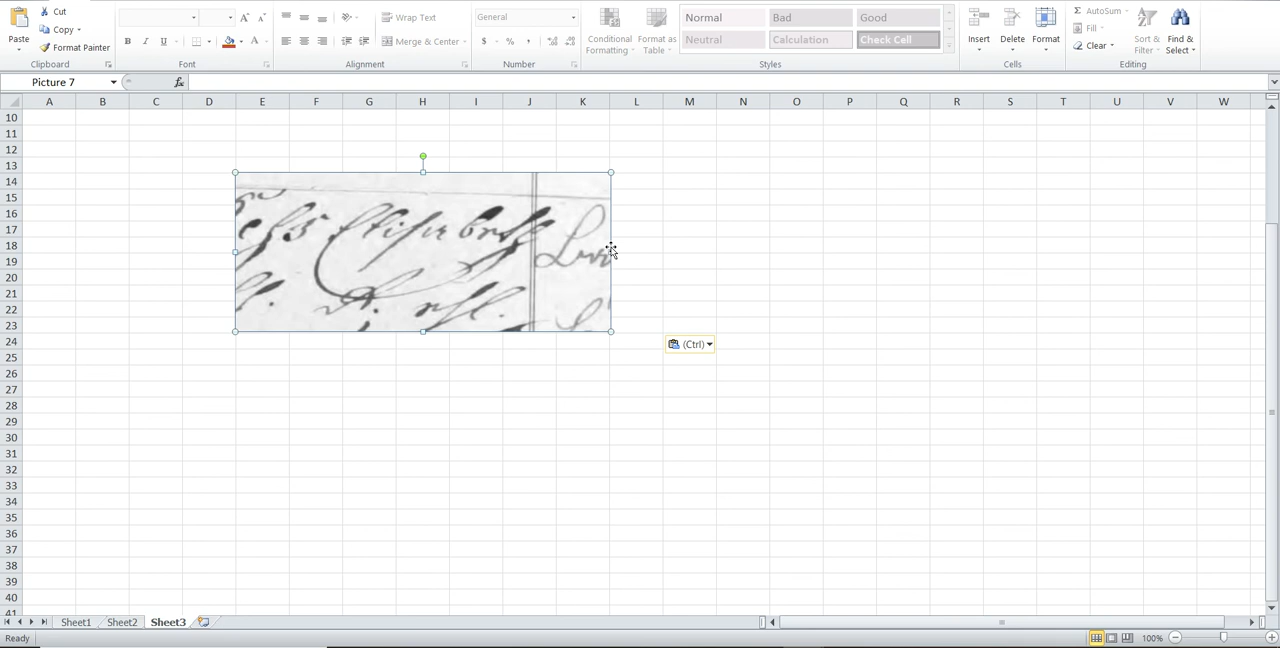 Cut
Copy
Paste
Format Painter
Clipboard
Font
B I U A A A
Wrap Text
Merge & Center
Alignment
General
$ % ,
Number
Conditional Formatting
Format as Table
Normal Bad Good
Neutral Calculation Check Cell
Styles
Insert Delete Format
Cells
Σ AutoSum
Fill
Clear
Sort & Filter
Find & Select
Editing
Picture 7 fx
A B C D E F G H I J K L M N O P Q R S T U V W
10
11
12
13
14
15
16
17
18
19
20
21
22
23
24
(Ctrl)
25
26
27
28
29
30
31
32
33
34
35
36
37
38
39
40
41
Sheet1 Sheet2 Sheet3
Ready 100%